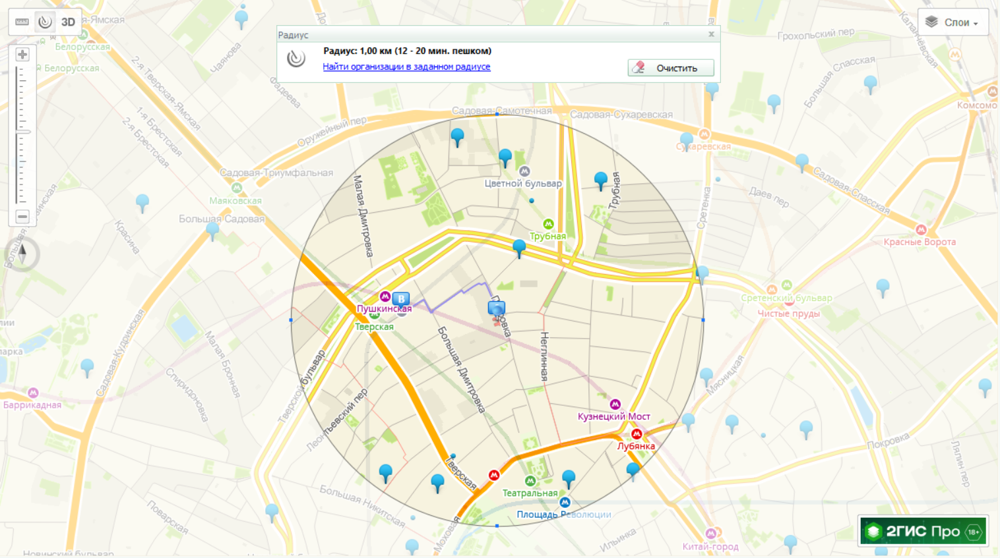 3D
Слои
Радиус
x
Радиус: 1,00 км (12 - 20 мин. пешком)
Найти организации в заданном радиусе
Очистить
я-Ямская
Белорусская
Белорусская
Чаянова
2-я Тверская-Ямская
Фадеева
1-я Брестская
2-я Брестская
Оружейный пер
Садовая-Самотечная
Садовая-Сухаревская
Грохольский пер
Каланчёвская
Большая Спасская
Комсомо
Сухаревская
Садовая-Триумфальная
Маяковская
Большая Садовая
Красина
Малая Дмитровка
Цветной бульвар
Трубная
Трубная
Сретенка
Даев пер
Садовая-Спасская
Красные Ворота
B
Пушкинская
Тверская
Сретенский бульвар
Чистые пруды
лии
парка
Садовая-Кудринская
Малая Бронная
Спиридоновка
Баррикадная
Тверской бульвар
Леонтьевский пер
Большая Дмитровка
Неглинная
Мясницкая
Кузнецкий Мост
Лубянка
Покровка
Лялин пер
Тверская
Театральная
Площадь Революции
Большая Никитская
Поварская
Моховая
Ильинка
Китай-город
Новинский бульвар
2ГИС Про 18+